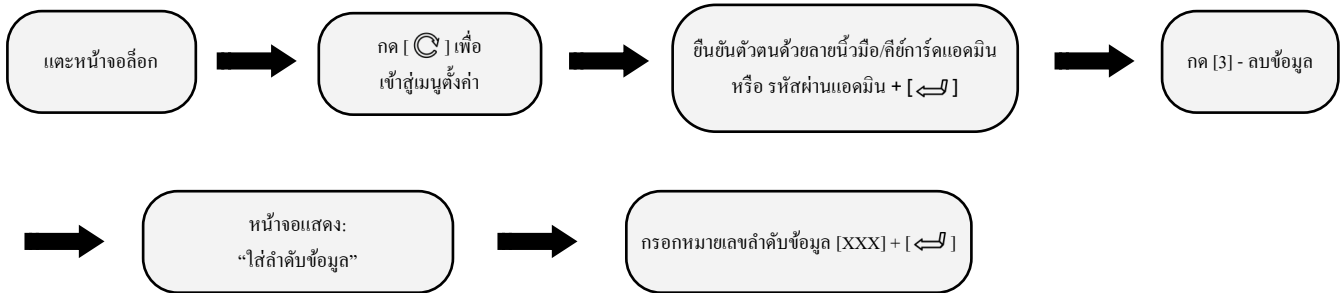 แตะหน้าจอล็อก
กด [ ] เพื่อ
เข้าสู่เมนูตั้งค่า
ยืนยันตัวตนด้วยลายนิ้วมือ/คีย์การ์ดแอดมิน
หรือ รหัสผ่านแอดมิน + [ ]
กด [3] - ลบข้อมูล
หน้าจอแสดง:
“ใส่ลำดับข้อมูล”
กรอกหมายเลขลำดับข้อมูล [XXX] + [ ]